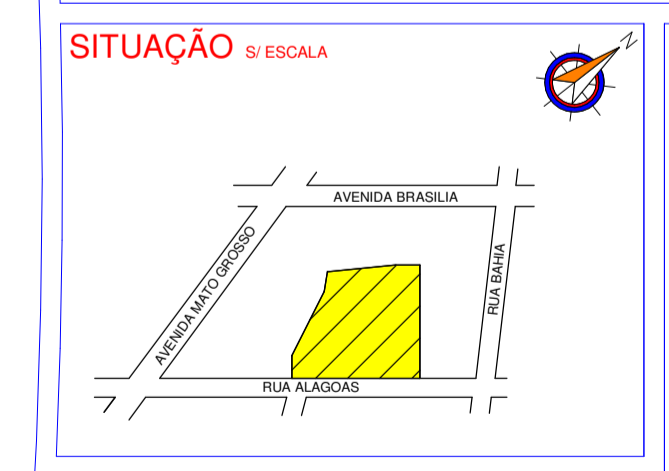 SITUAÇÃO S/ ESCALA
N
AVENIDA BRASILIA
AVENIDA MATO GROSSO
RUA BAHIA
RUA ALAGOAS